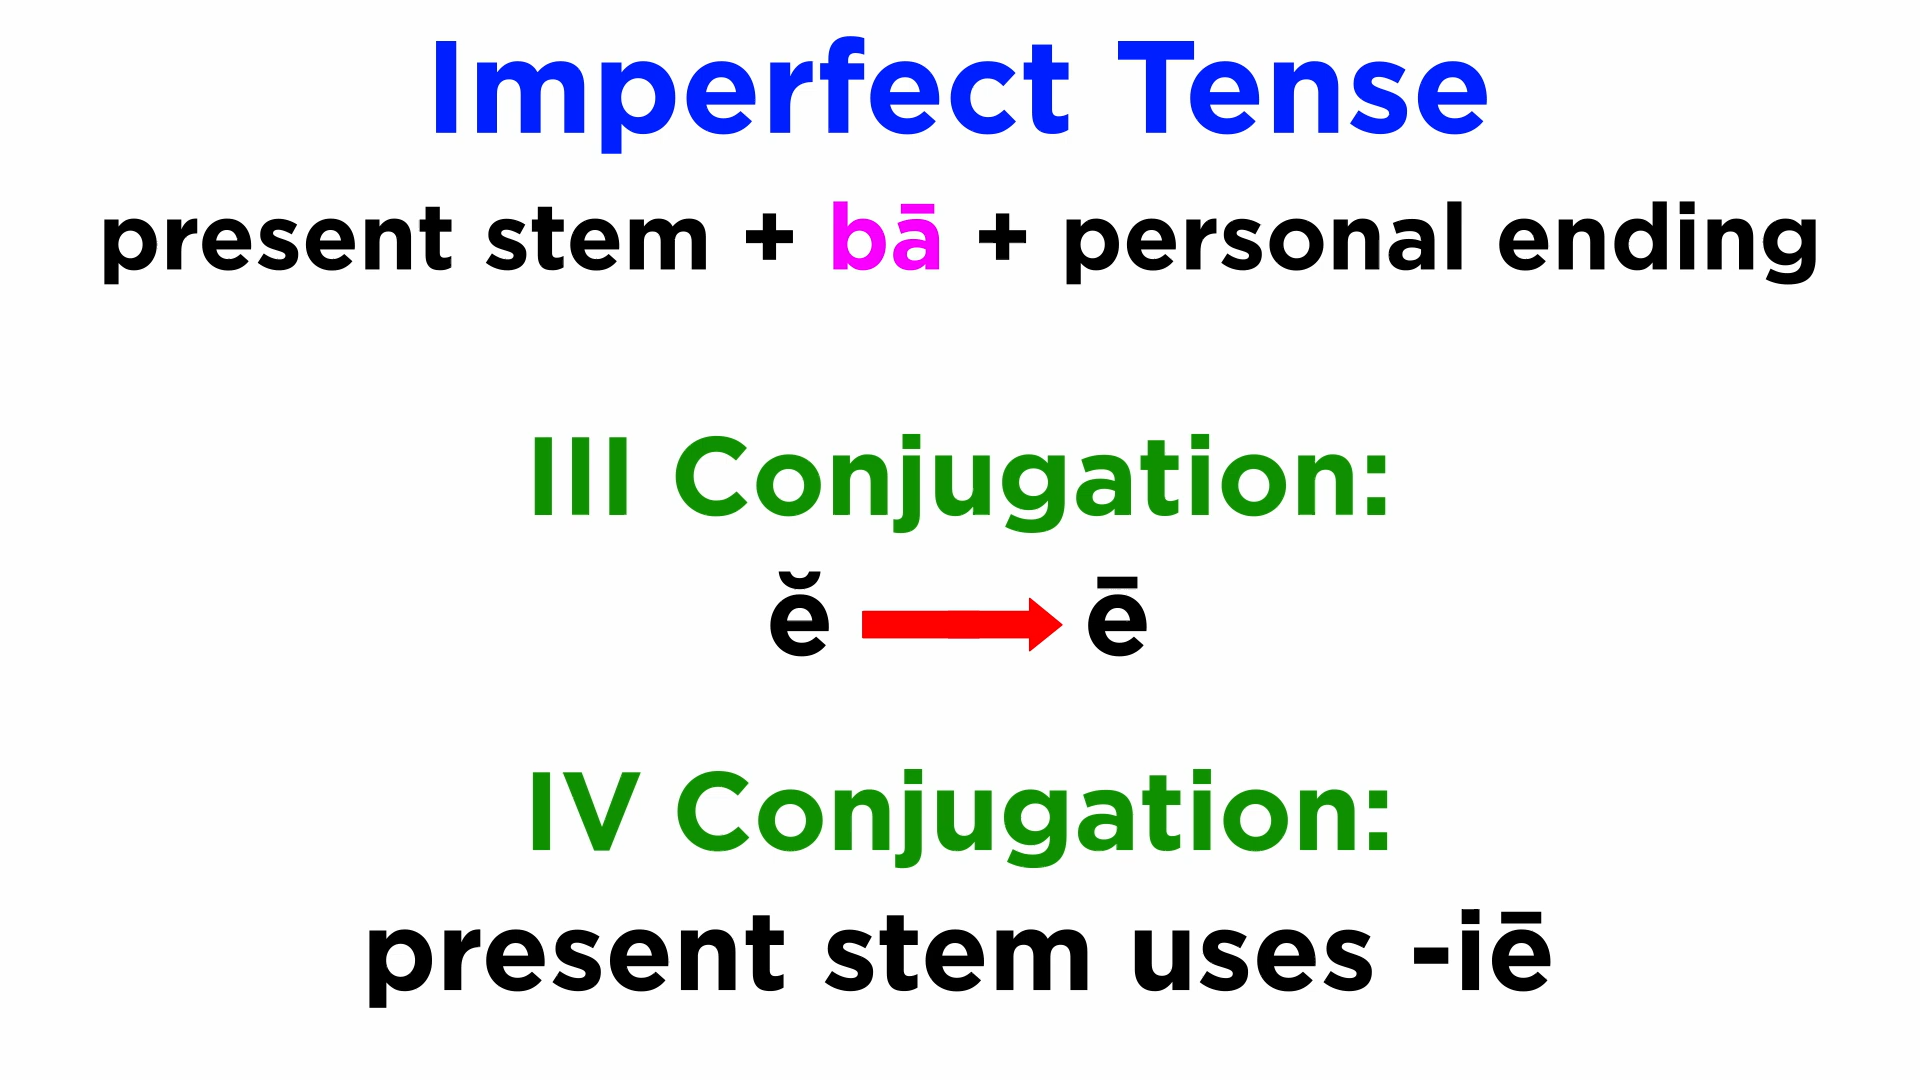 Imperfect Tense
present stem + bā + personal ending
III Conjugation:
ĕ ē
IV Conjugation:
present stem uses -iē